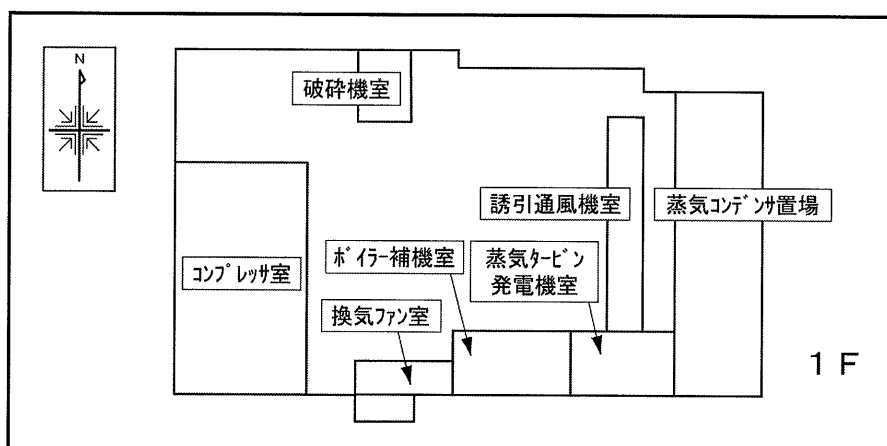 N
破砕機室
誘引通風機室
蒸気コンデンサ置場
ボイラー補機室
蒸気タービン
発電機室
コンプレッサ室
換気ファン室
1F